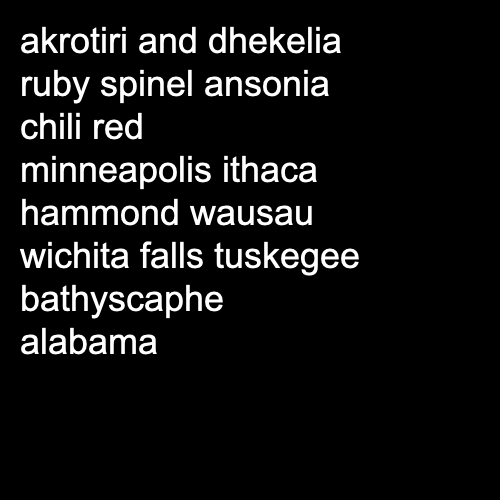 akrotiri and dhekelia
ruby spinel ansonia
chili red
minneapolis ithaca
hammond wausau
wichita falls tuskegee
bathyscaphe
alabama